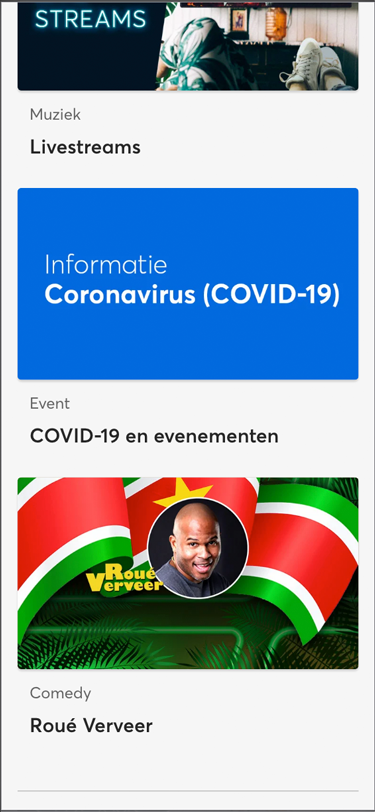 STREAMS
Muziek
Livestreams
Informatie
Coronavirus (COVID-19)
Event
COVID-19 en evenementen
Roué
Verveer
Comedy
Roué Verveer